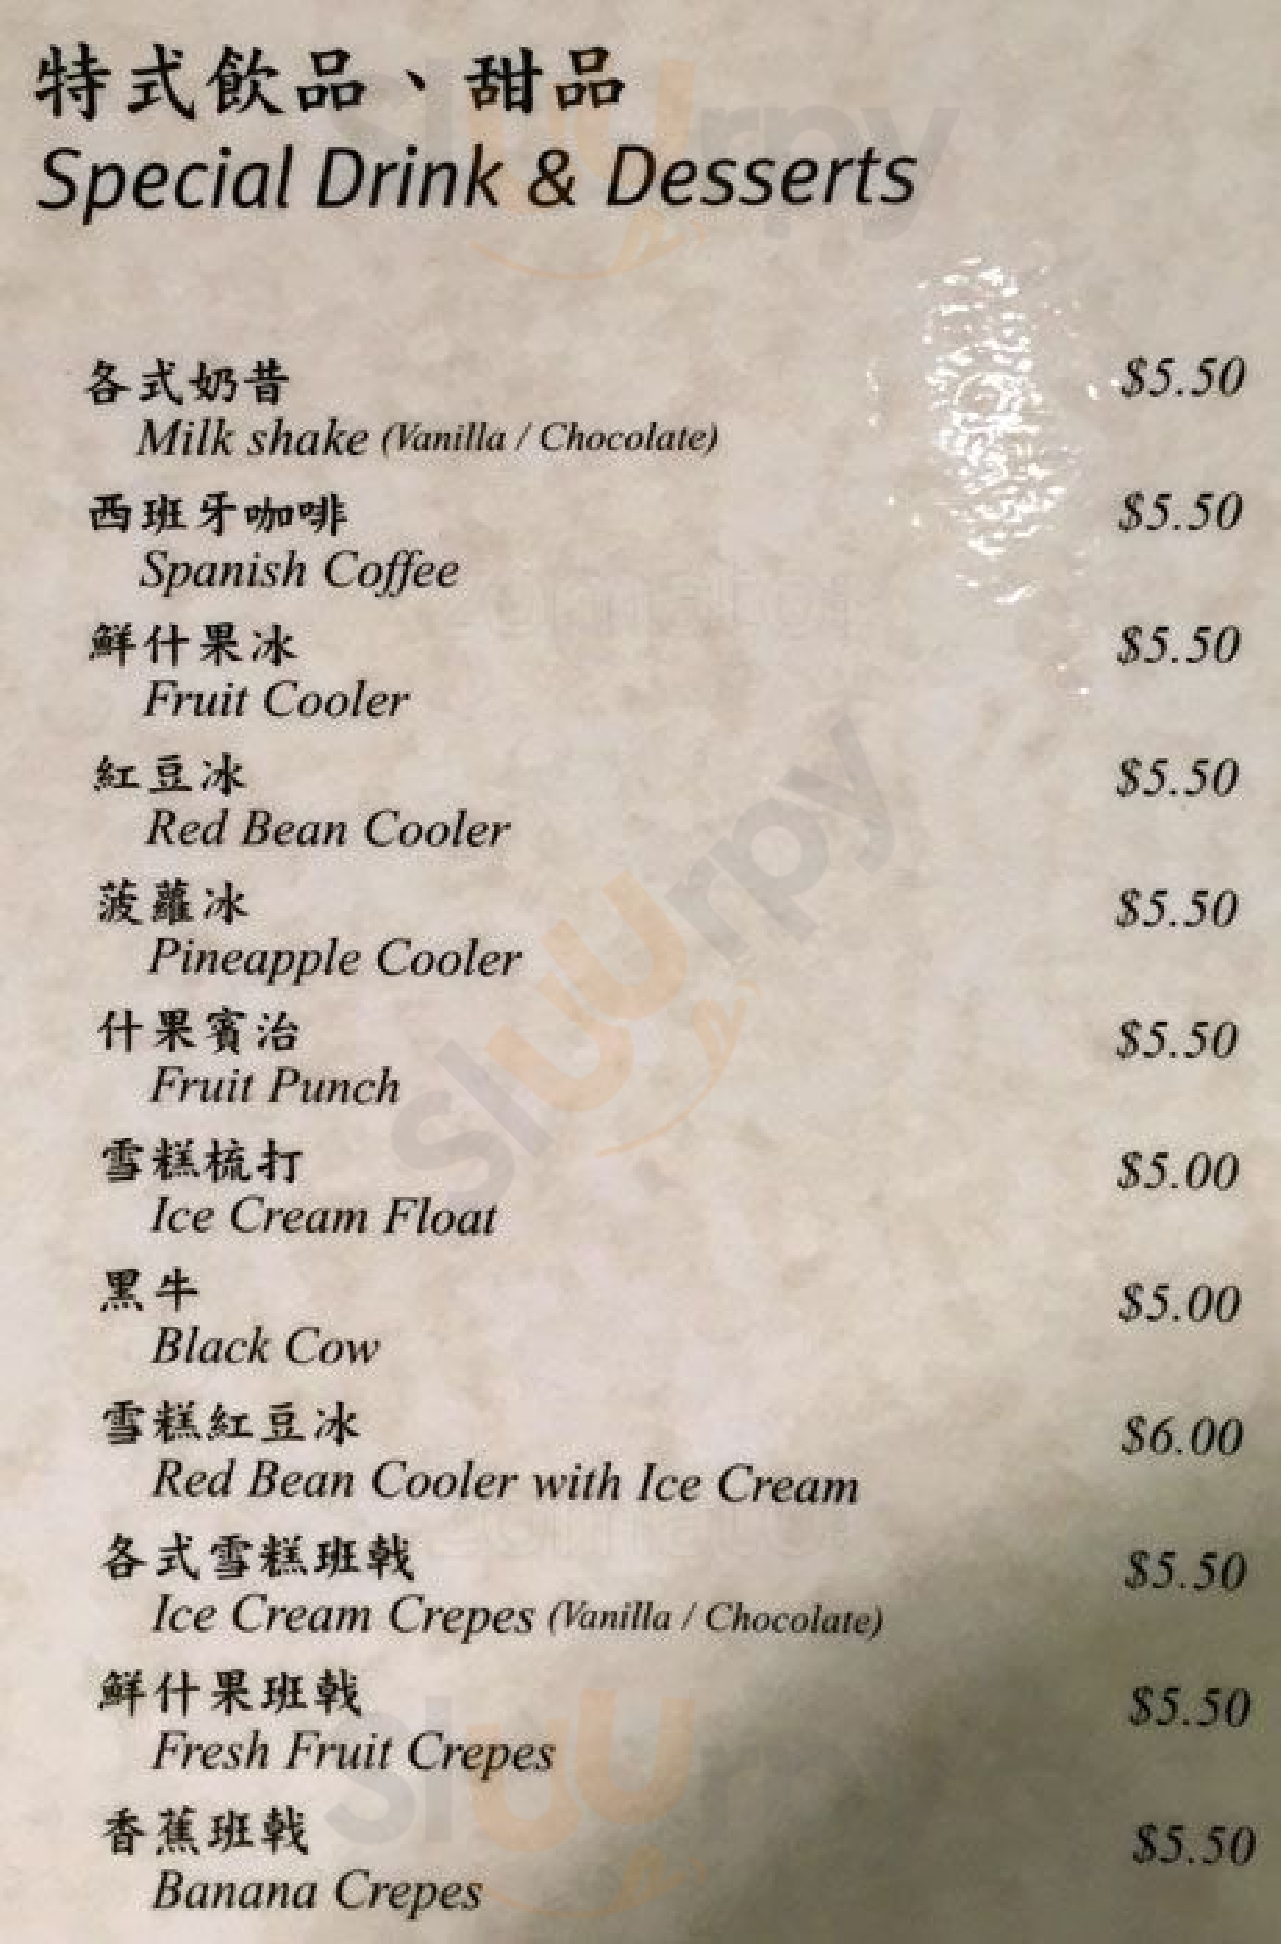 特式飲品、甜品
Special Drink & Desserts
各式奶昔 $5.50
Milk shake (Vanilla / Chocolate)
西班牙咖啡 $5.50
Spanish Coffee
鮮什果冰 $5.50
Fruit Cooler
紅豆冰 $5.50
Red Bean Cooler
菠蘿冰 $5.50
Pineapple Cooler
什果賓治 $5.50
Fruit Punch
雪糕梳打 $5.00
Ice Cream Float
黑牛 $5.00
Black Cow
雪糕紅豆冰 $6.00
Red Bean Cooler with Ice Cream
各式雪糕班戟 $5.50
Ice Cream Crepes (Vanilla / Chocolate)
鮮什果班戟 $5.50
Fresh Fruit Crepes
香蕉班戟 $5.50
Banana Crepes
sluurpy
sluurpy
sluurpy